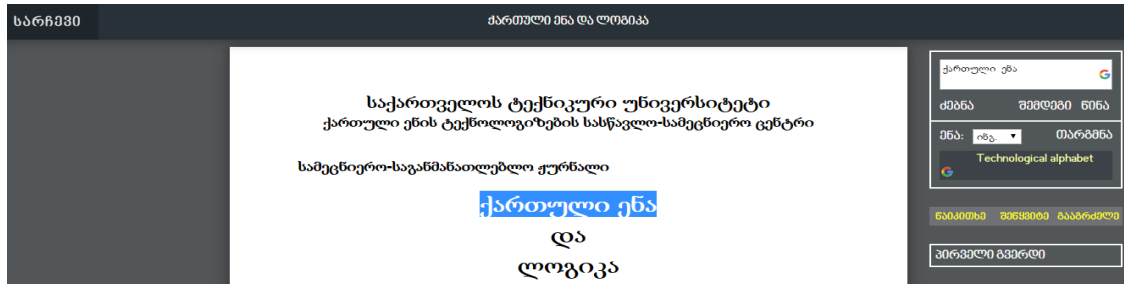 სარჩევი
ქართული ენა და ლოგიკა
საქართველოს ტექნიკური უნივერსიტეტი
ქართული ენის ტექნოლოგიზების სასწავლო-სამეცნიერო ცენტრი
სამეცნიერო-საგანმანათლებლო ჟურნალი
ქართული ენა
და
ლოგიკა
ქართული ენა
ძებნა შემდეგი წინა
ენა: ინგ. თარგმნა
Technological alphabet
წაიკითხე შეწყვიტე გააგრძელე
პირველი გვერდი